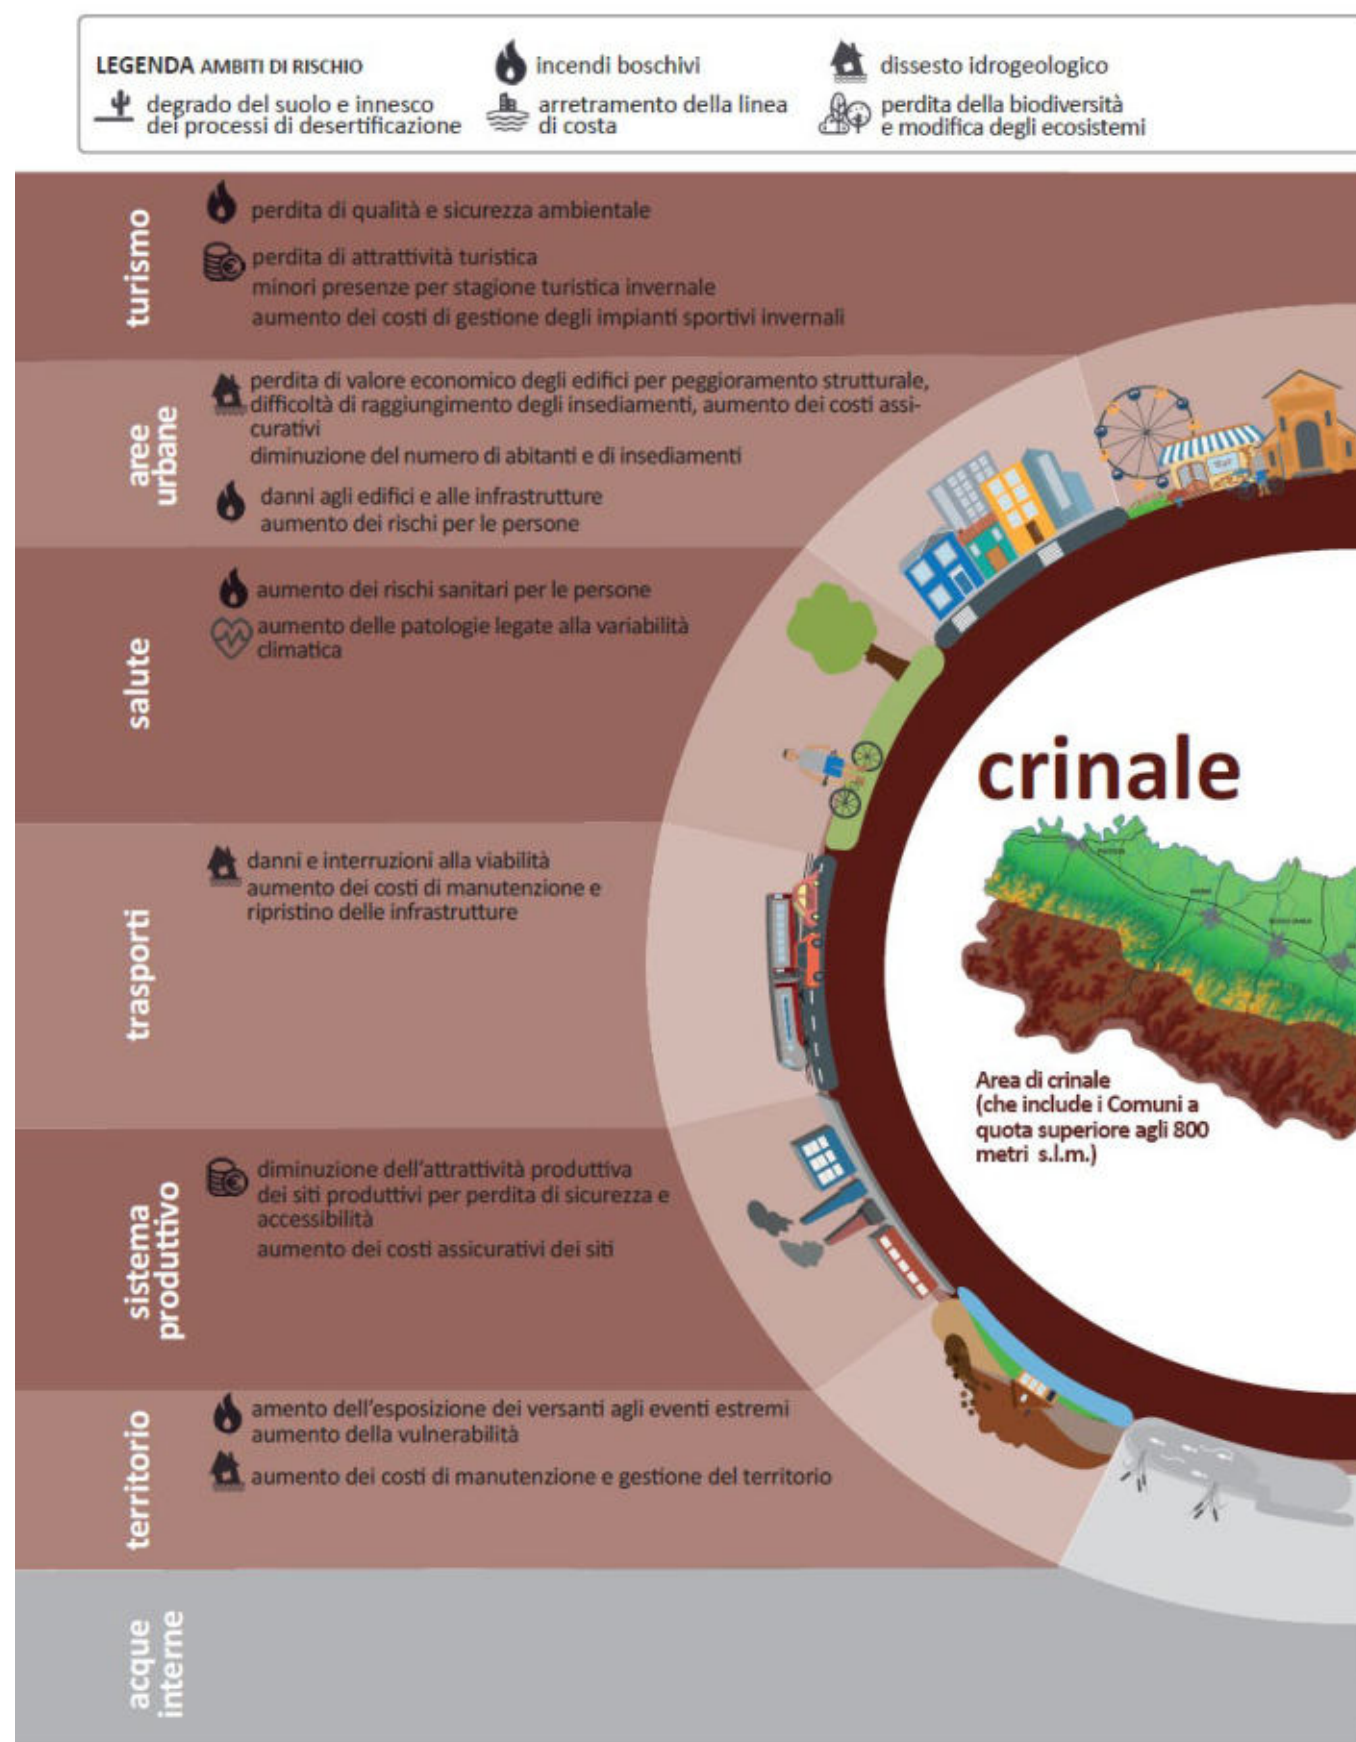 LEGENDA AMBITI DI RISCHIO
incendi boschivi
dissesto idrogeologico
degrado del suolo e innesco
dei processi di desertificazione
arretramento della linea
di costa
perdita della biodiversità
e modifica degli ecosistemi
turismo
perdita di qualità e sicurezza ambientale
perdita di attrattività turistica
minori presenze per stagione turistica invernale
aumento dei costi di gestione degli impianti sportivi invernali
aree
urbane
perdita di valore economico degli edifici per peggioramento strutturale,
difficoltà di raggiungimento degli insediamenti, aumento dei costi assi-
curativi
diminuzione del numero di abitanti e di insediamenti
danni agli edifici e alle infrastrutture
aumento dei rischi per le persone
salute
aumento dei rischi sanitari per le persone
aumento delle patologie legate alla variabilità
climatica
trasporti
danni e interruzioni alla viabilità
aumento dei costi di manutenzione e
ripristino delle infrastrutture
sistema
produttivo
diminuzione dell'attrattività produttiva
dei siti produttivi per perdita di sicurezza e
accessibilità
aumento dei costi assicurativi dei siti
territorio
amento dell'esposizione dei versanti agli eventi estremi
aumento della vulnerabilità
aumento dei costi di manutenzione e gestione del territorio
acque
interne
crinale
Area di crinale
(che include i Comuni a
quota superiore agli 800
metri s.l.m.)